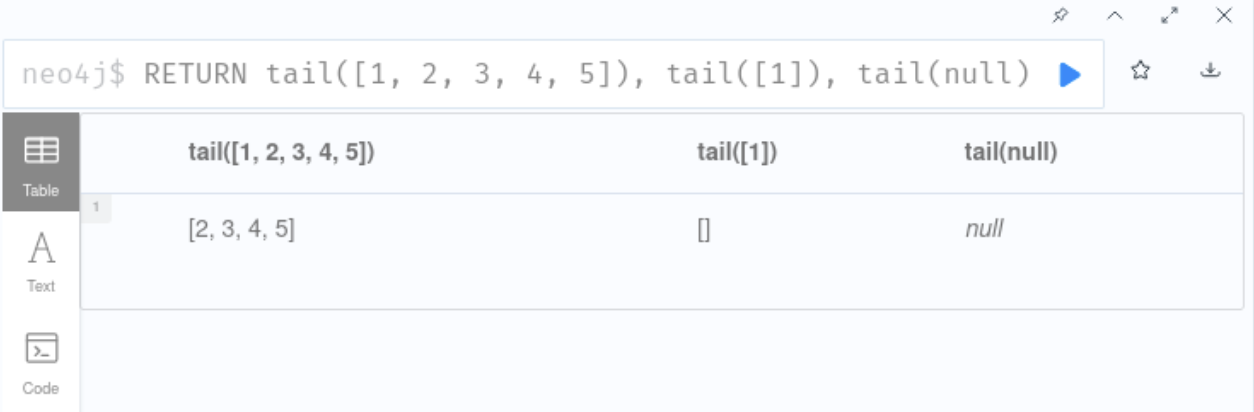 neo4j$ RETURN tail([1, 2, 3, 4, 5]), tail([1]), tail(null)
tail([1, 2, 3, 4, 5]) tail([1]) tail(null)
Table
1
[2, 3, 4, 5] [] null
A
Text
>_
Code